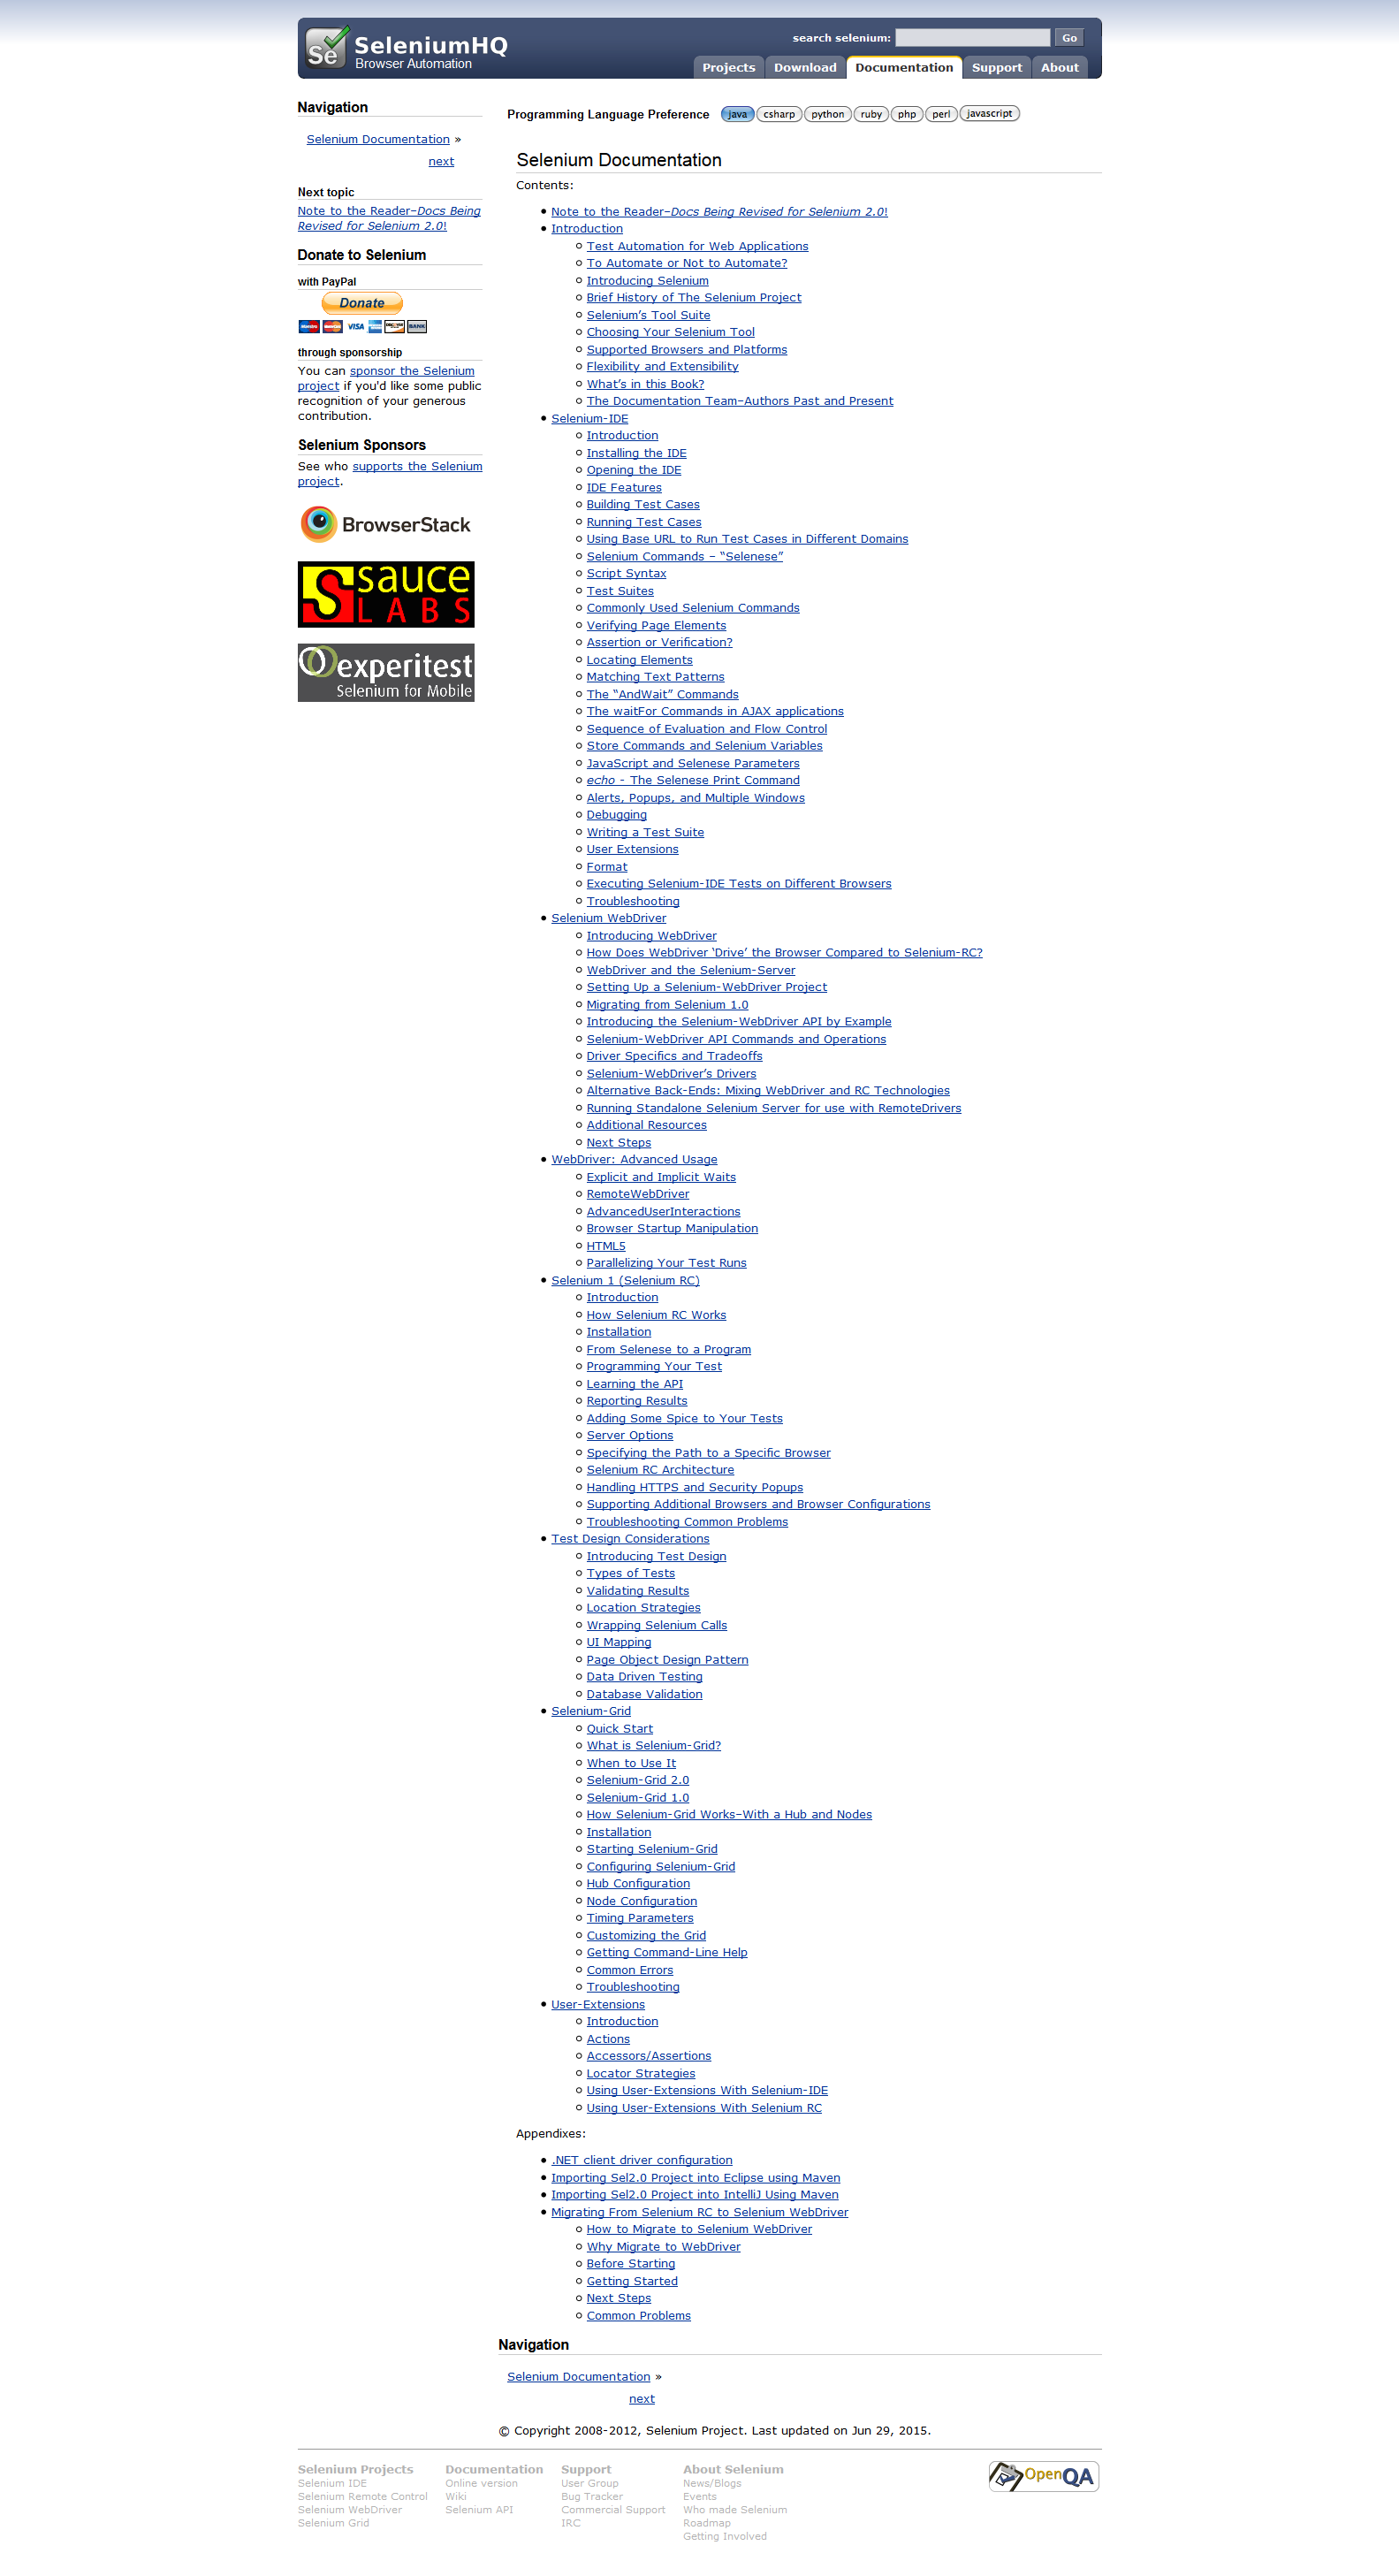 Se SeleniumHQ
Browser Automation
search selenium: Go
Projects Download Documentation Support About
Navigation
Selenium Documentation »
next
Next topic
Note to the Reader–Docs Being
Revised for Selenium 2.0!
Donate to Selenium
with PayPal
Donate
VISA BANK
through sponsorship
You can sponsor the Selenium
project if you'd like some public
recognition of your generous
contribution.
Selenium Sponsors
See who supports the Selenium
project.
BrowserStack
sauce
LABS
experitest
Selenium for Mobile
Programming Language Preference java csharp python ruby php perl javascript
Selenium Documentation
Contents:
Note to the Reader–Docs Being Revised for Selenium 2.0!
Introduction
Test Automation for Web Applications
To Automate or Not to Automate?
Introducing Selenium
Brief History of The Selenium Project
Selenium’s Tool Suite
Choosing Your Selenium Tool
Supported Browsers and Platforms
Flexibility and Extensibility
What’s in this Book?
The Documentation Team–Authors Past and Present
Selenium-IDE
Introduction
Installing the IDE
Opening the IDE
IDE Features
Building Test Cases
Running Test Cases
Using Base URL to Run Test Cases in Different Domains
Selenium Commands – “Selenese”
Script Syntax
Test Suites
Commonly Used Selenium Commands
Verifying Page Elements
Assertion or Verification?
Locating Elements
Matching Text Patterns
The “AndWait” Commands
The waitFor Commands in AJAX applications
Sequence of Evaluation and Flow Control
Store Commands and Selenium Variables
JavaScript and Selenese Parameters
echo - The Selenese Print Command
Alerts, Popups, and Multiple Windows
Debugging
Writing a Test Suite
User Extensions
Format
Executing Selenium-IDE Tests on Different Browsers
Troubleshooting
Selenium WebDriver
Introducing WebDriver
How Does WebDriver ‘Drive’ the Browser Compared to Selenium-RC?
WebDriver and the Selenium-Server
Setting Up a Selenium-WebDriver Project
Migrating from Selenium 1.0
Introducing the Selenium-WebDriver API by Example
Selenium-WebDriver API Commands and Operations
Driver Specifics and Tradeoffs
Selenium-WebDriver’s Drivers
Alternative Back-Ends: Mixing WebDriver and RC Technologies
Running Standalone Selenium Server for use with RemoteDrivers
Additional Resources
Next Steps
WebDriver: Advanced Usage
Explicit and Implicit Waits
RemoteWebDriver
AdvancedUserInteractions
Browser Startup Manipulation
HTML5
Parallelizing Your Test Runs
Selenium 1 (Selenium RC)
Introduction
How Selenium RC Works
Installation
From Selenese to a Program
Programming Your Test
Learning the API
Reporting Results
Adding Some Spice to Your Tests
Server Options
Specifying the Path to a Specific Browser
Selenium RC Architecture
Handling HTTPS and Security Popups
Supporting Additional Browsers and Browser Configurations
Troubleshooting Common Problems
Test Design Considerations
Introducing Test Design
Types of Tests
Validating Results
Location Strategies
Wrapping Selenium Calls
UI Mapping
Page Object Design Pattern
Data Driven Testing
Database Validation
Selenium-Grid
Quick Start
What is Selenium-Grid?
When to Use It
Selenium-Grid 2.0
Selenium-Grid 1.0
How Selenium-Grid Works–With a Hub and Nodes
Installation
Starting Selenium-Grid
Configuring Selenium-Grid
Hub Configuration
Node Configuration
Timing Parameters
Customizing the Grid
Getting Command-Line Help
Common Errors
Troubleshooting
User-Extensions
Introduction
Actions
Accessors/Assertions
Locator Strategies
Using User-Extensions With Selenium-IDE
Using User-Extensions With Selenium RC
Appendixes:
.NET client driver configuration
Importing Sel2.0 Project into Eclipse using Maven
Importing Sel2.0 Project into IntelliJ Using Maven
Migrating From Selenium RC to Selenium WebDriver
How to Migrate to Selenium WebDriver
Why Migrate to WebDriver
Before Starting
Getting Started
Next Steps
Common Problems
Navigation
Selenium Documentation »
next
© Copyright 2008-2012, Selenium Project. Last updated on Jun 29, 2015.
Selenium Projects
Selenium IDE
Selenium Remote Control
Selenium WebDriver
Selenium Grid
Documentation
Online version
Wiki
Selenium API
Support
User Group
Bug Tracker
Commercial Support
IRC
About Selenium
News/Blogs
Events
Who made Selenium
Roadmap
Getting Involved
OpenQA